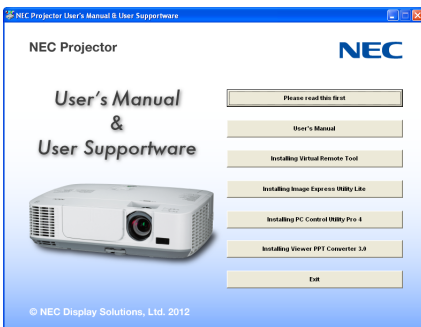 NEC Projector User's Manual & User Supportware
NEC Projector
NEC
User's Manual
&
User Supportware
Please read this first
User's Manual
Installing Virtual Remote Tool
Installing Image Express Utility Lite
Installing PC Control Utility Pro 4
Installing Viewer PPT Converter 3.0
Exit
© NEC Display Solutions, Ltd. 2012